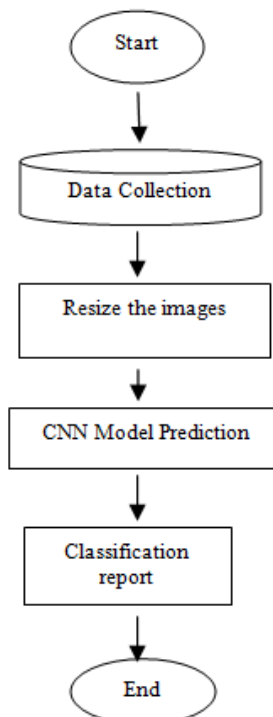 Start
Data Collection
Resize the images
CNN Model Prediction
Classification
report
End